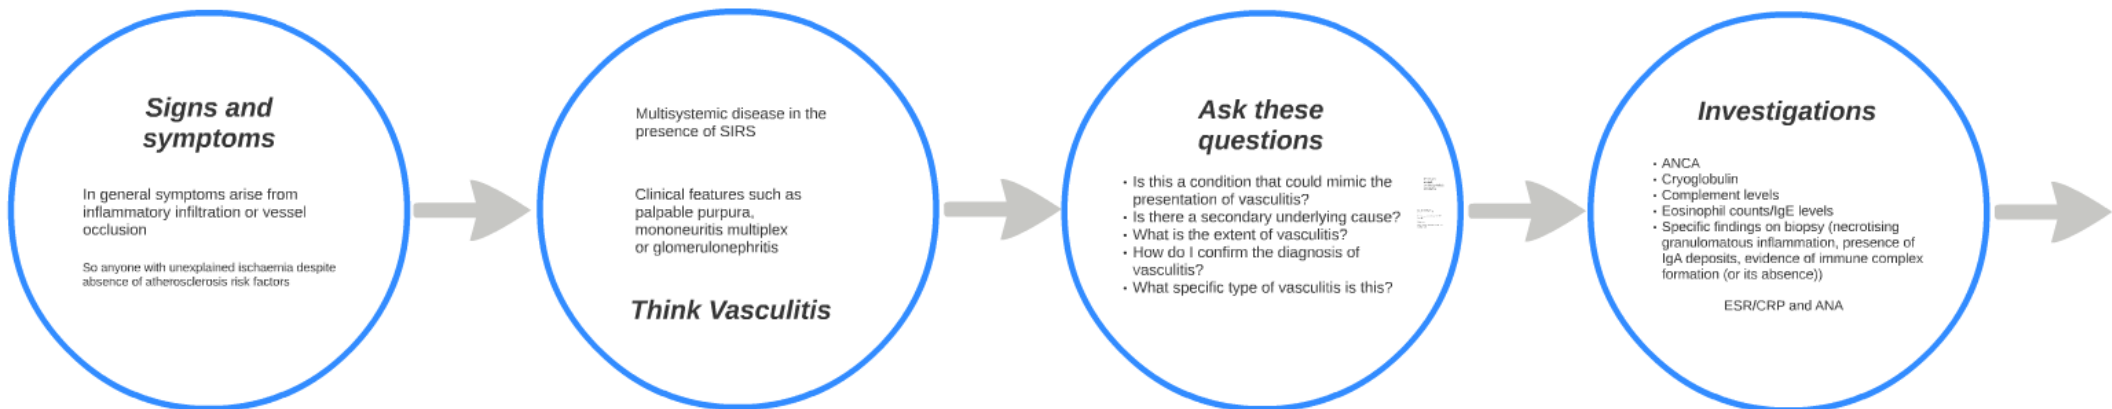 Signs and
symptoms
In general symptoms arise from
inflammatory infiltration or vessel
occlusion
So anyone with unexplained ischaemia despite
absence of atherosclerosis risk factors
Multisystemic disease in the
presence of SIRS
Clinical features such as
palpable purpura,
mononeuritis multiplex
or glomerulonephritis
Think Vasculitis
Ask these
questions
• Is this a condition that could mimic the
presentation of vasculitis?
• Is there a secondary underlying cause?
• What is the extent of vasculitis?
• How do I confirm the diagnosis of
vasculitis?
• What specific type of vasculitis is this?
Investigations
• ANCA
• Cryoglobulin
• Complement levels
• Eosinophil counts/IgE levels
• Specific findings on biopsy (necrotising
granulomatous inflammation, presence of
IgA deposits, evidence of immune complex
formation (or its absence))
ESR/CRP and ANA